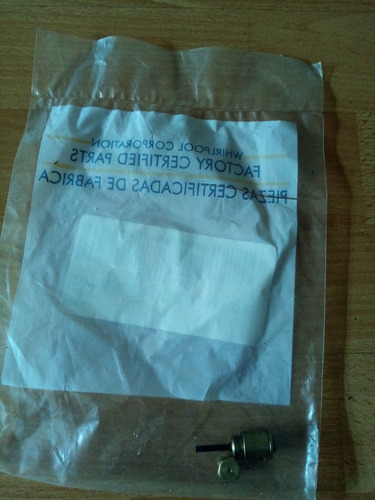 WHIRLPOOL CORPORATION
FACTORY CERTIFIED PARTS
PIEZAS CERTIFICADAS DE FABRICA